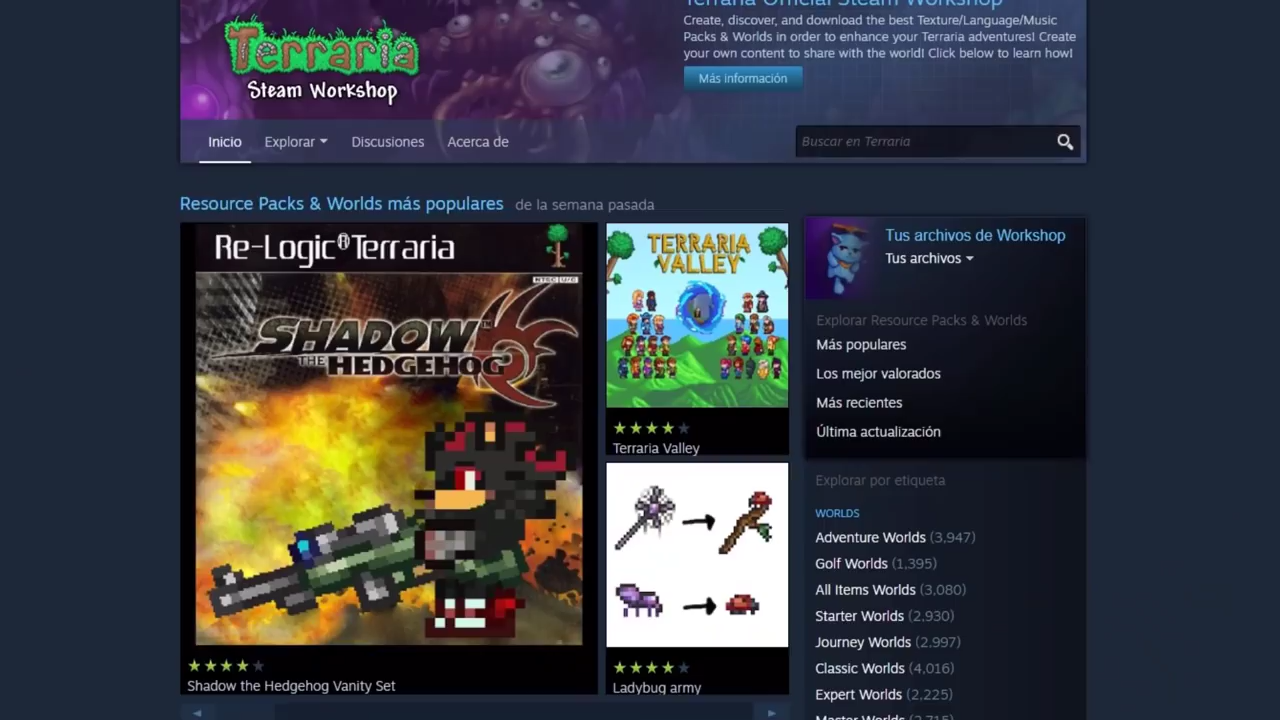 Terraria Official Steam Workshop
Terraria
Steam Workshop
Create, discover, and download the best Texture/Language/Music
Packs & Worlds in order to enhance your Terraria adventures! Create
your own content to share with the world! Click below to learn how!
Más información
Inicio
Explorar
Discusiones
Acerca de
Buscar en Terraria
Resource Packs & Worlds más populares de la semana pasada
Re-Logic®Terraria
NTSC U/C
SHADOW™
THE HEDGEHOG
Shadow the Hedgehog Vanity Set
TERRARIA
VALLEY
Terraria Valley
Ladybug army
Tus archivos de Workshop
Tus archivos
Explorar Resource Packs & Worlds
Más populares
Los mejor valorados
Más recientes
Última actualización
Explorar por etiqueta
WORLDS
Adventure Worlds (3,947)
Golf Worlds (1,395)
All Items Worlds (3,080)
Starter Worlds (2,930)
Journey Worlds (2,997)
Classic Worlds (4,016)
Expert Worlds (2,225)
Master Worlds (2,715)